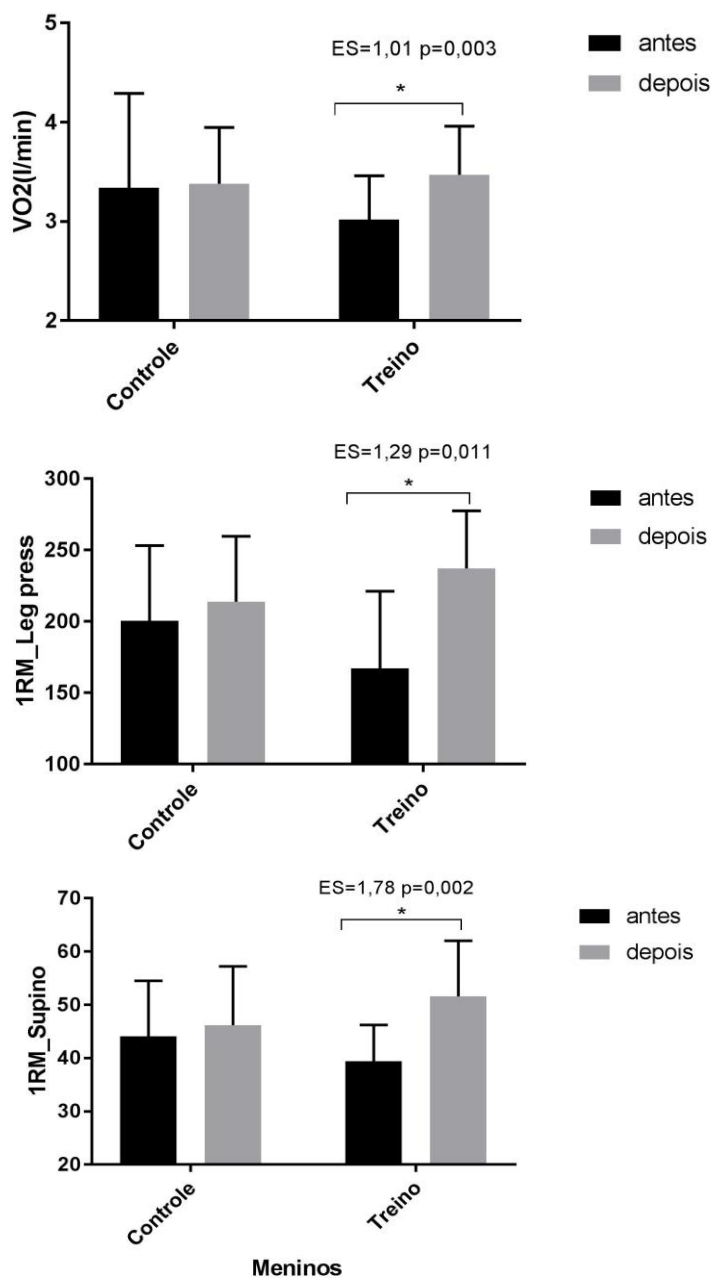 ES=1,01 p=0,003
*
antes
depois
VO2(l/min)
5
4
3
2
Controle
Treino
ES=1,29 p=0,011
*
antes
depois
1RM_Leg press
300
250
200
150
100
Controle
Treino
ES=1,78 p=0,002
*
antes
depois
1RM_Supino
70
60
50
40
30
20
Controle
Treino
Meninos